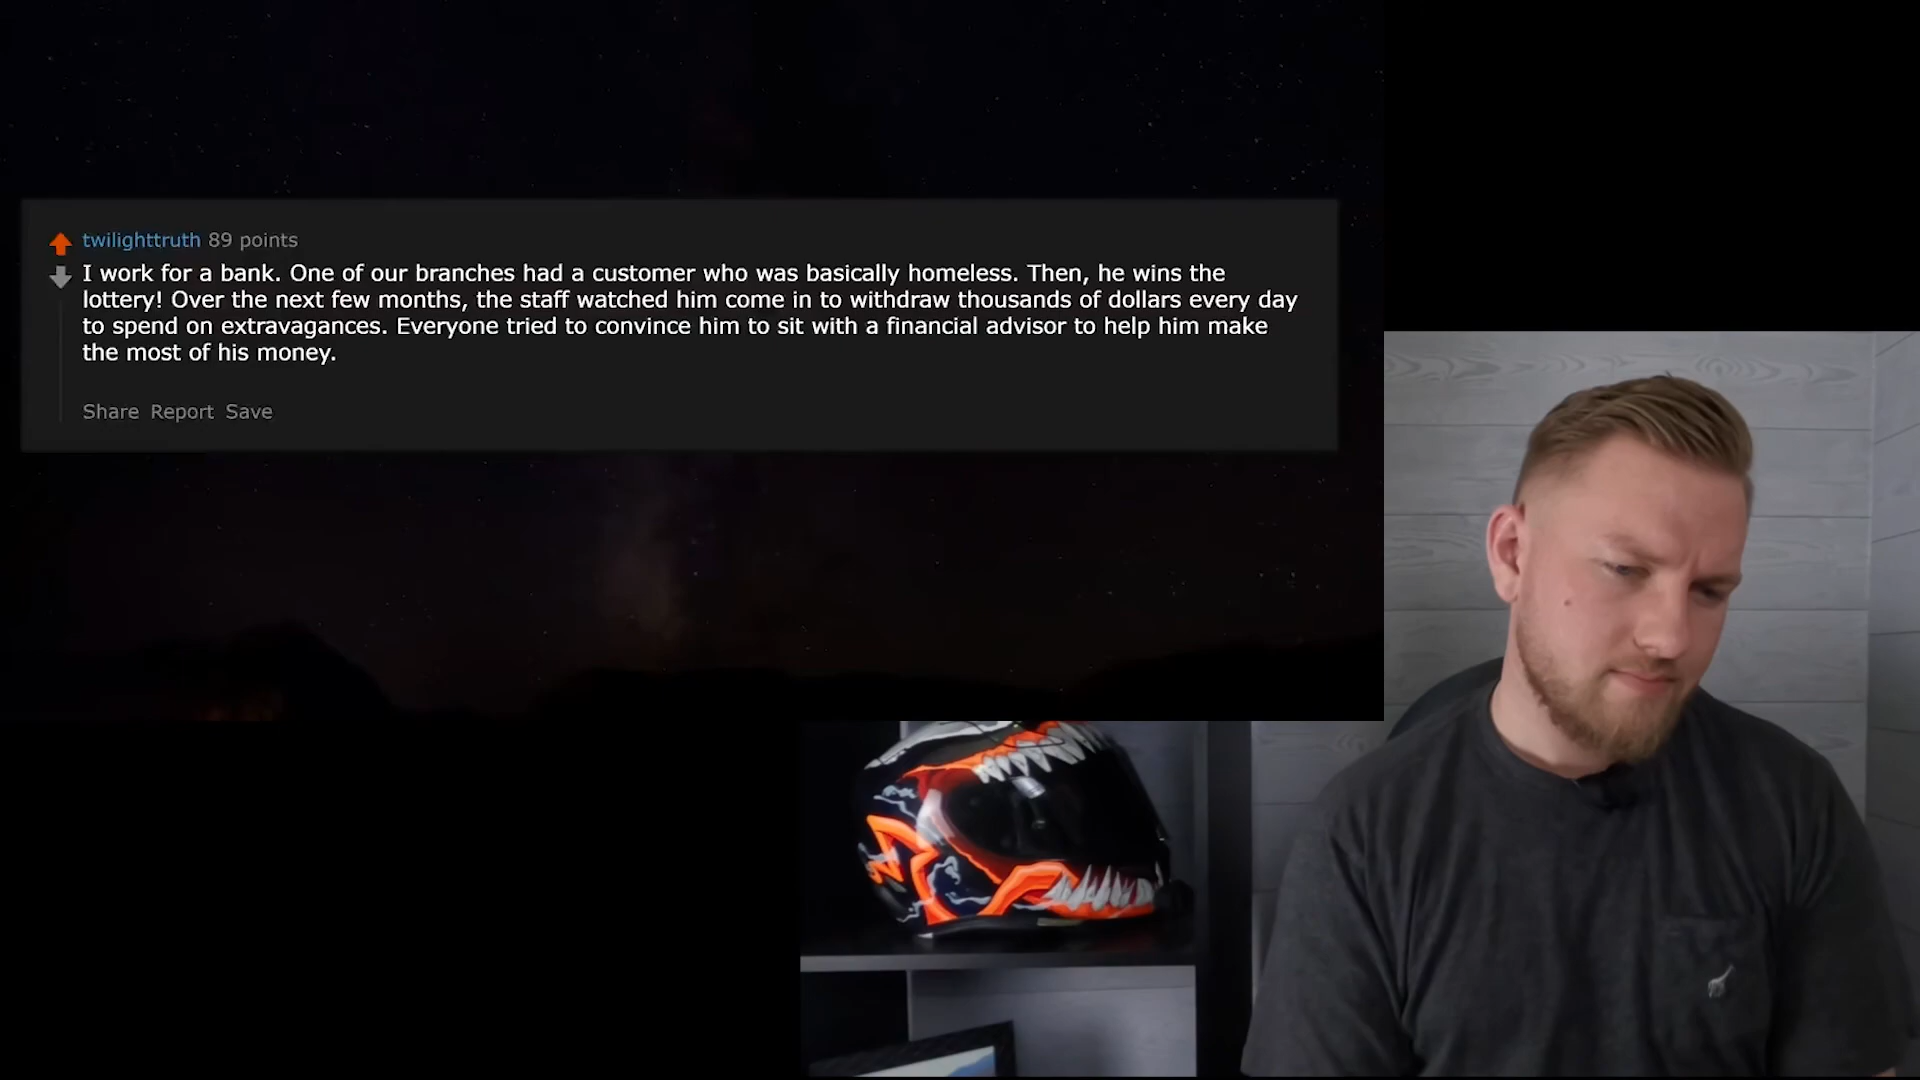 twilighttruth 89 points
I work for a bank. One of our branches had a customer who was basically homeless. Then, he wins the
lottery! Over the next few months, the staff watched him come in to withdraw thousands of dollars every day
to spend on extravagances. Everyone tried to convince him to sit with a financial advisor to help him make
the most of his money.
Share Report Save